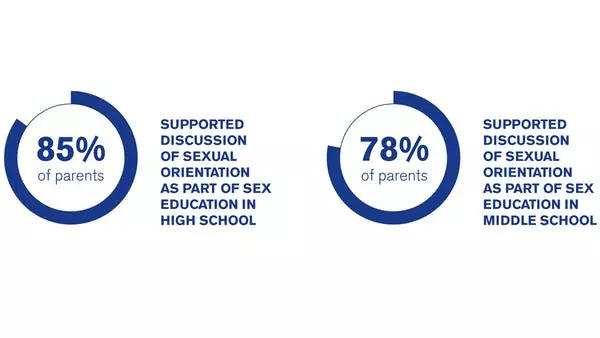 85%
of parents
SUPPORTED
DISCUSSION
OF SEXUAL
ORIENTATION
AS PART OF SEX
EDUCATION IN
HIGH SCHOOL
78%
of parents
SUPPORTED
DISCUSSION
OF SEXUAL
ORIENTATION
AS PART OF SEX
EDUCATION IN
MIDDLE SCHOOL